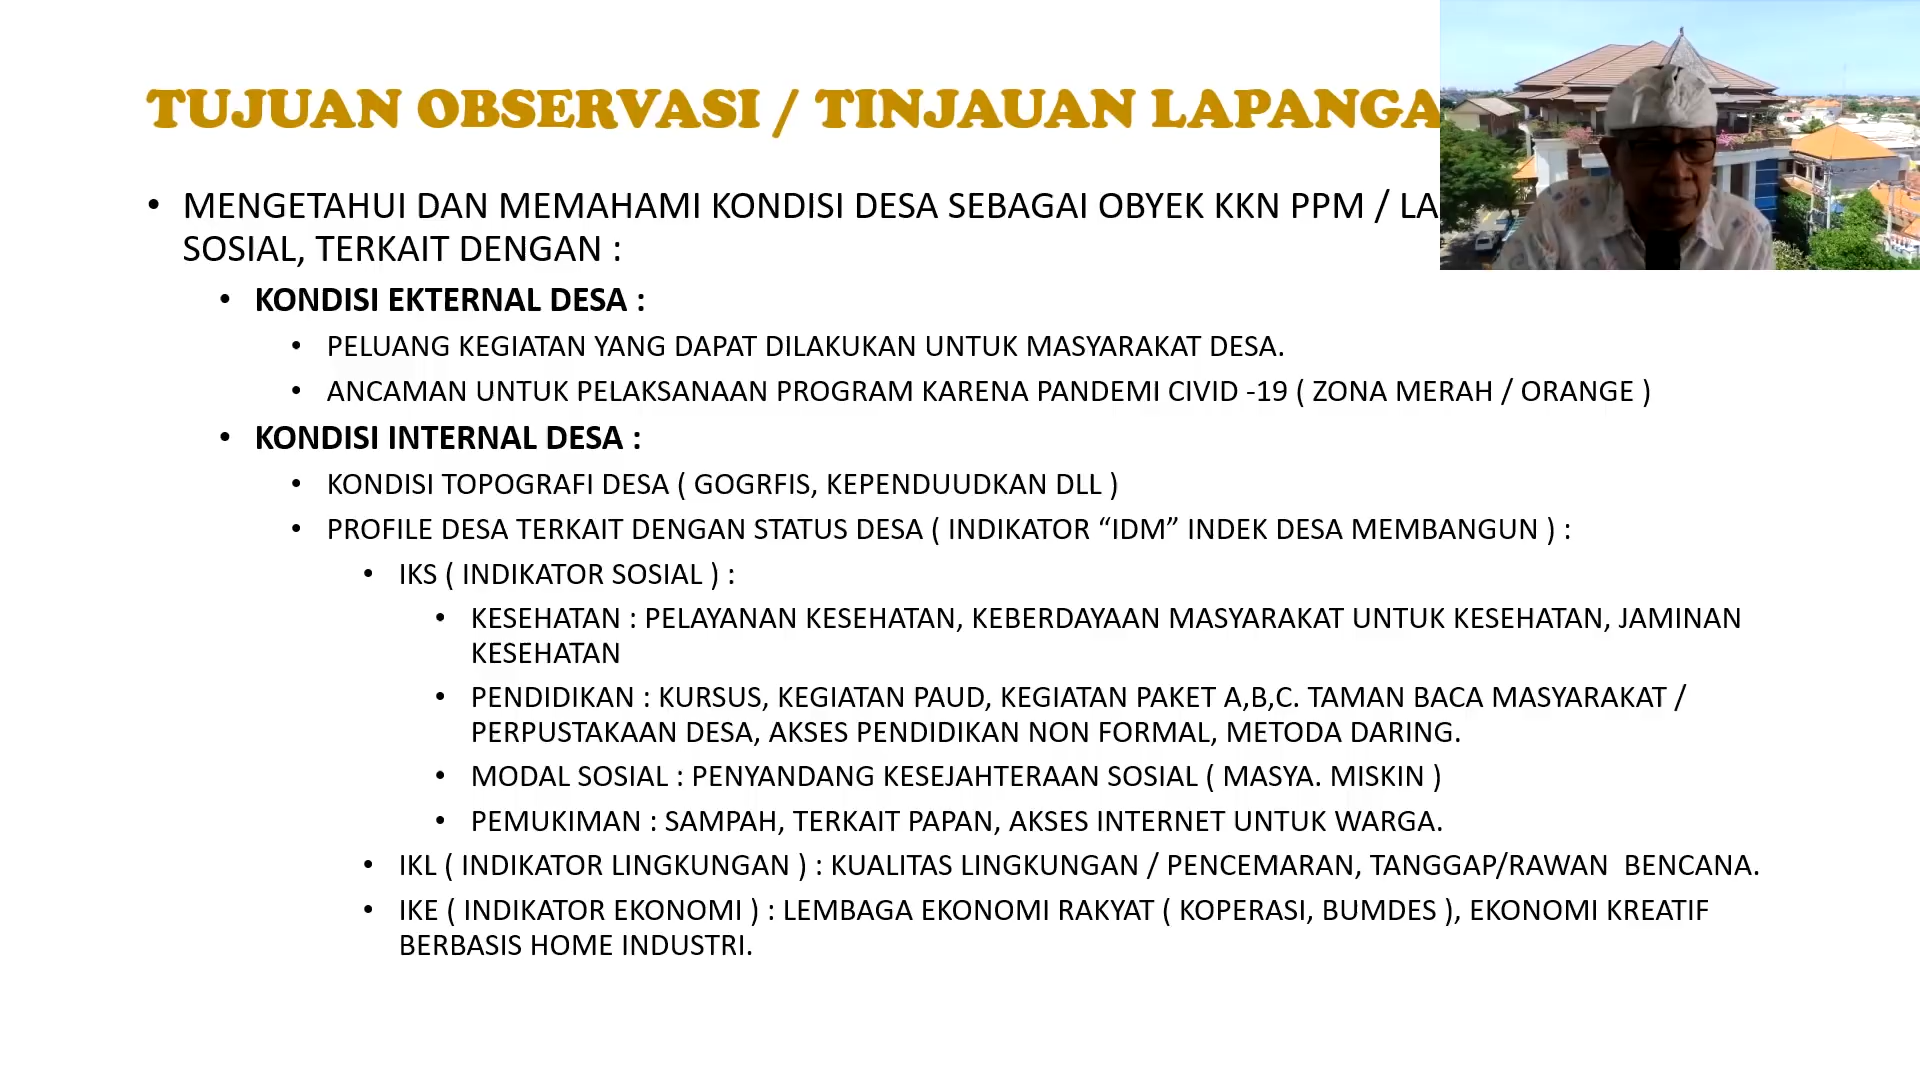 TUJUAN OBSERVASI / TINJAUAN LAPANGA
• MENGETAHUI DAN MEMAHAMI KONDISI DESA SEBAGAI OBYEK KKN PPM / LA
SOSIAL, TERKAIT DENGAN :
• KONDISI EKTERNAL DESA :
• PELUANG KEGIATAN YANG DAPAT DILAKUKAN UNTUK MASYARAKAT DESA.
• ANCAMAN UNTUK PELAKSANAAN PROGRAM KARENA PANDEMI CIVID -19 ( ZONA MERAH / ORANGE )
• KONDISI INTERNAL DESA :
• KONDISI TOPOGRAFI DESA ( GOGRFIS, KEPENDUUDKAN DLL )
• PROFILE DESA TERKAIT DENGAN STATUS DESA ( INDIKATOR “IDM” INDEK DESA MEMBANGUN ) :
• IKS ( INDIKATOR SOSIAL ) :
• KESEHATAN : PELAYANAN KESEHATAN, KEBERDAYAAN MASYARAKAT UNTUK KESEHATAN, JAMINAN
KESEHATAN
• PENDIDIKAN : KURSUS, KEGIATAN PAUD, KEGIATAN PAKET A,B,C. TAMAN BACA MASYARAKAT /
PERPUSTAKAAN DESA, AKSES PENDIDIKAN NON FORMAL, METODA DARING.
• MODAL SOSIAL : PENYANDANG KESEJAHTERAAN SOSIAL ( MASYA. MISKIN )
• PEMUKIMAN : SAMPAH, TERKAIT PAPAN, AKSES INTERNET UNTUK WARGA.
• IKL ( INDIKATOR LINGKUNGAN ) : KUALITAS LINGKUNGAN / PENCEMARAN, TANGGAP/RAWAN  BENCANA.
• IKE ( INDIKATOR EKONOMI ) : LEMBAGA EKONOMI RAKYAT ( KOPERASI, BUMDES ), EKONOMI KREATIF
BERBASIS HOME INDUSTRI.